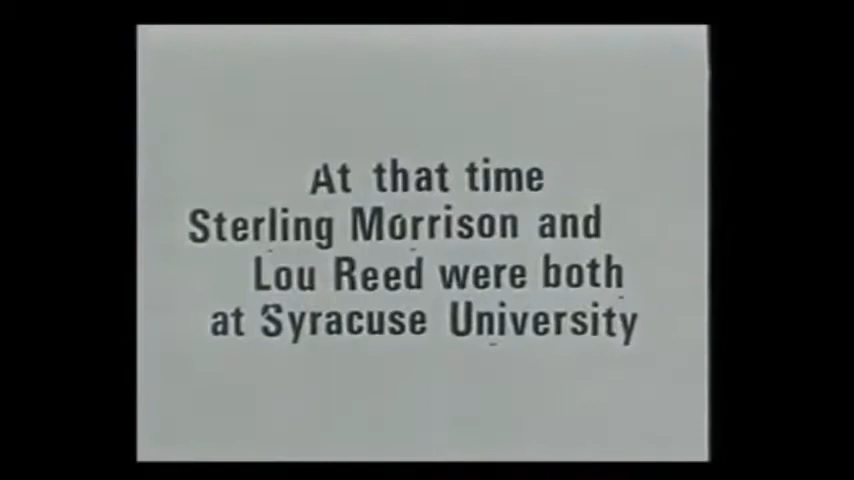 At that time
Sterling Morrison and
Lou Reed were both
at Syracuse University